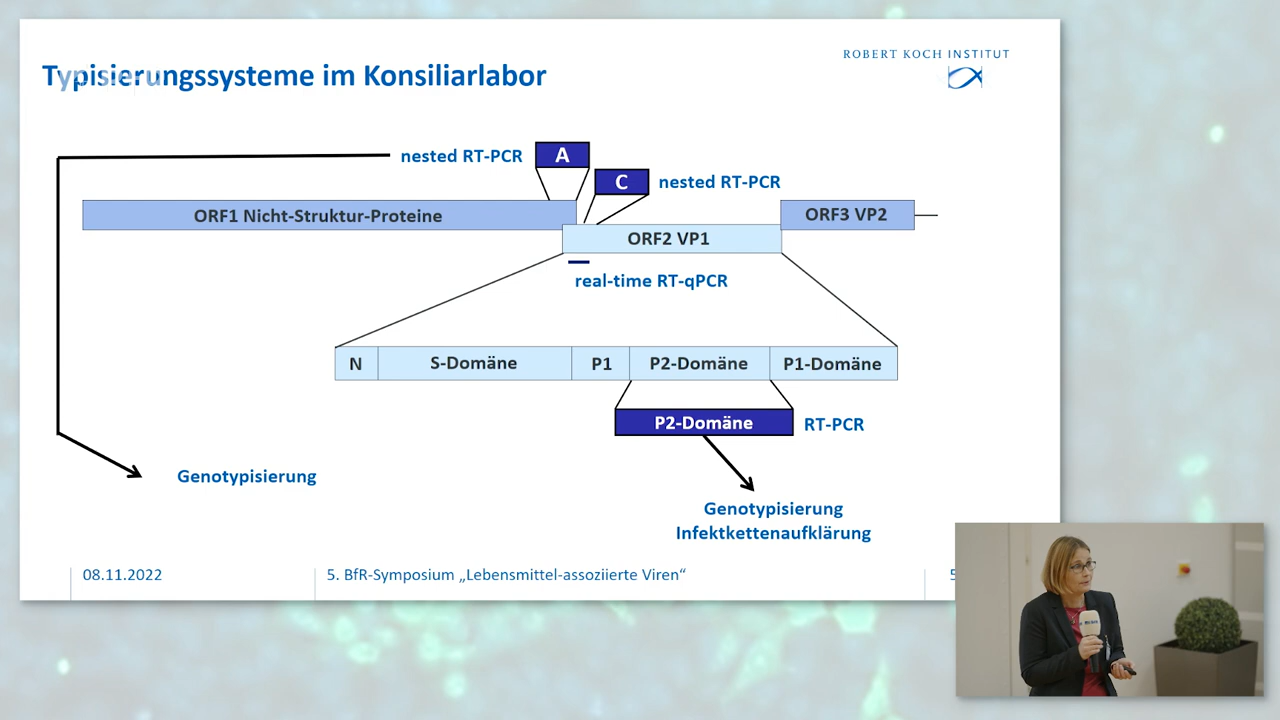 Typisierungssysteme im Konsiliarlabor
ROBERT KOCH INSTITUT
nested RT-PCR
A
C
nested RT-PCR
ORF1 Nicht-Struktur-Proteine
ORF3 VP2
ORF2 VP1
real-time RT-qPCR
N
S-Domäne
P1
P2-Domäne
P1-Domäne
P2-Domäne
RT-PCR
Genotypisierung
Genotypisierung
Infektkettenaufklärung
08.11.2022
5. BfR-Symposium „Lebensmittel-assoziierte Viren“
5